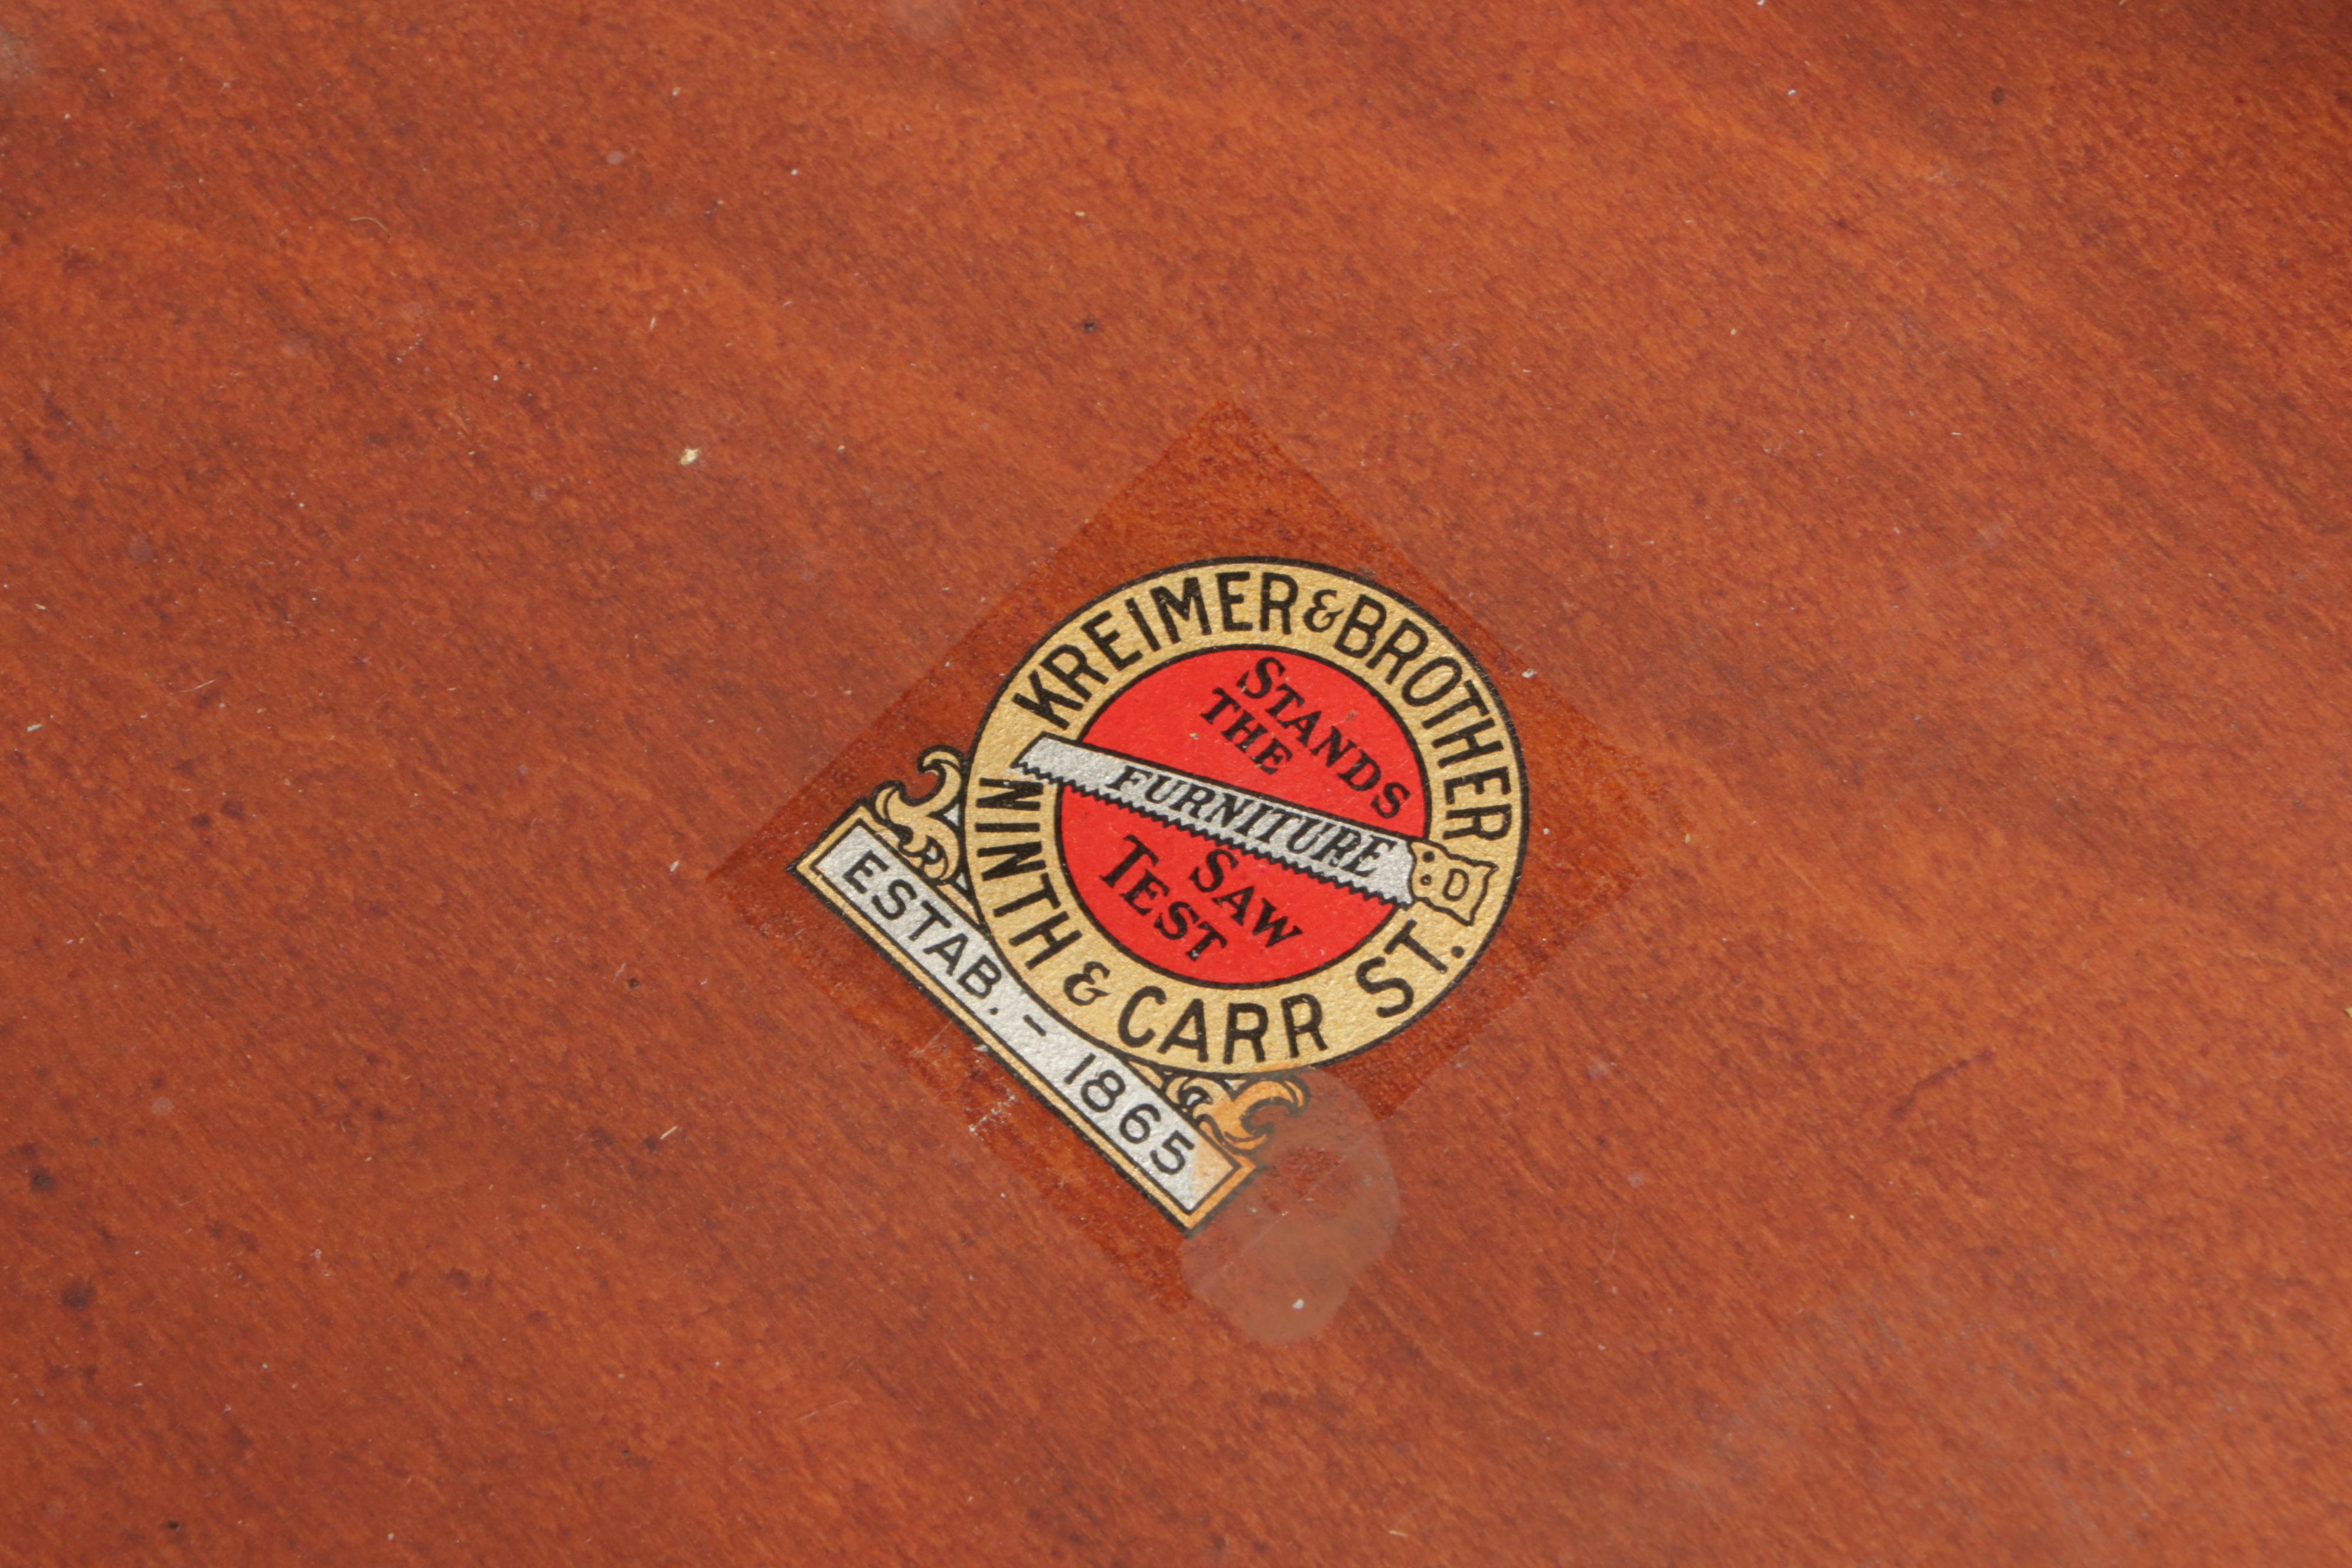 KREIMER & BROTHER
STANDS
THE
FURNITURE
SAW
TEST
NINTH & CARR ST.
ESTAB. - 1865